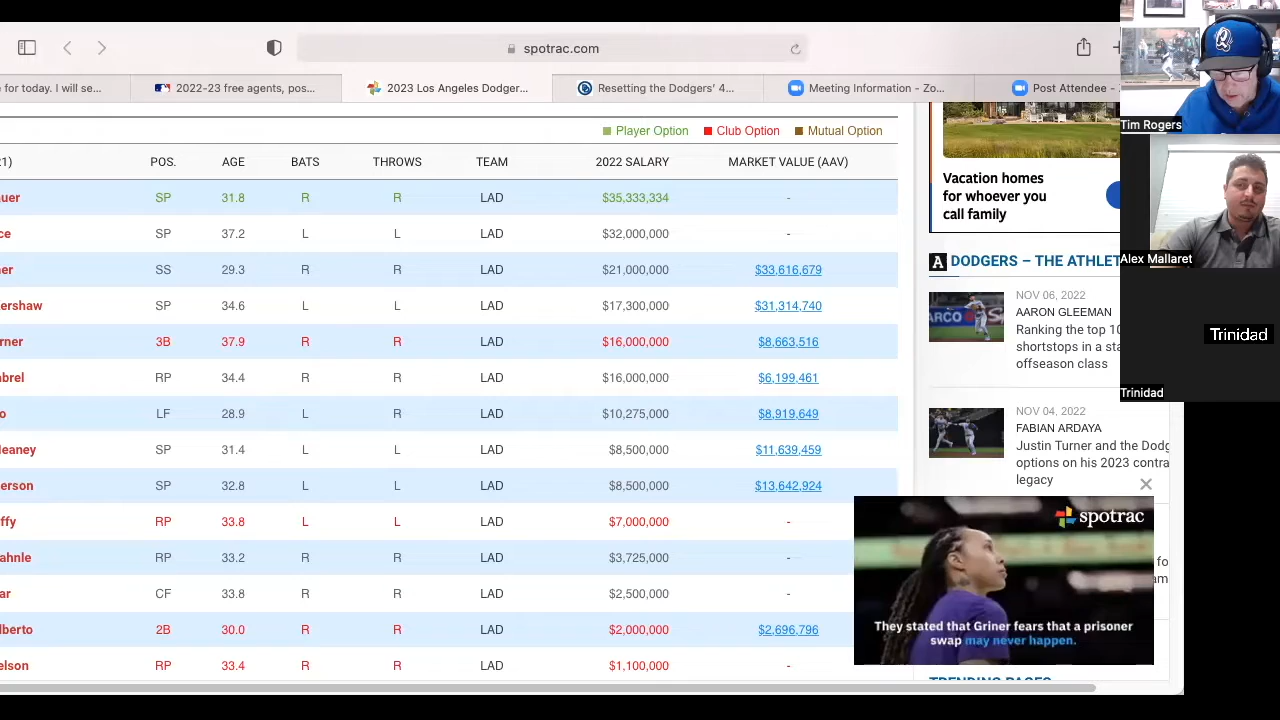 spotrac.com
e for today. I will se...
2022-23 free agents, pos...
2023 Los Angeles Dodger...
Resetting the Dodgers' 4...
Meeting Information - Zo...
Post Attendee -
Player Option Club Option Mutual Option
21) POS. AGE BATS THROWS TEAM 2022 SALARY MARKET VALUE (AAV)
uer SP 31.8 R R LAD $35,333,334 -
ce SP 37.2 L L LAD $32,000,000 -
ner SS 29.3 R R LAD $21,000,000 $33,616,679
ershaw SP 34.6 L L LAD $17,300,000 $31,314,740
rner 3B 37.9 R R LAD $16,000,000 $8,663,516
nbrel RP 34.4 R R LAD $16,000,000 $6,199,461
o LF 28.9 L R LAD $10,275,000 $8,919,649
Heaney SP 31.4 L L LAD $8,500,000 $11,639,459
erson SP 32.8 L L LAD $8,500,000 $13,642,924
ffy RP 33.8 L L LAD $7,000,000 -
ahnle RP 33.2 R R LAD $3,725,000 -
ar CF 33.8 R R LAD $2,500,000 -
lberto 2B 30.0 R R LAD $2,000,000 $2,696,796
elson RP 33.4 R R LAD $1,100,000 -
Vacation homes
for whoever you
call family
A DODGERS – THE ATHLET
NOV 06, 2022
AARON GLEEMAN
Ranking the top 10
shortstops in a sta
offseason class
NOV 04, 2022
FABIAN ARDAYA
Justin Turner and the Dodg
options on his 2023 contra
legacy
spotrac
They stated that Griner fears that a prisoner
swap may never happen.
fo
am
TRENDING PAGES
Tim Rogers
Alex Mallaret
Trinidad
Trinidad